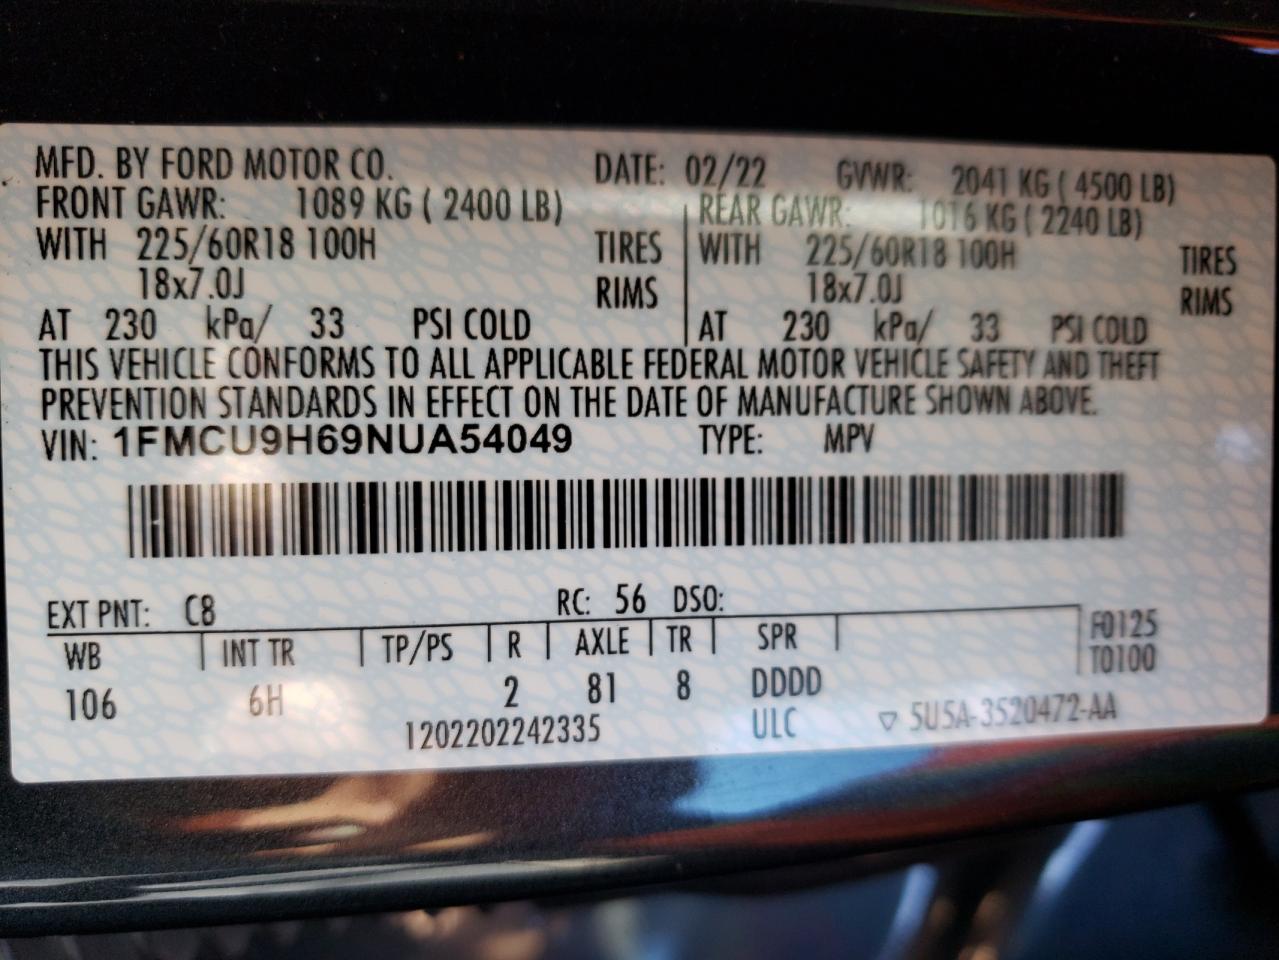 MFD. BY FORD MOTOR CO. DATE: 02/22 GVWR: 2041 KG ( 4500 LB)
FRONT GAWR: 1089 KG ( 2400 LB) REAR GAWR: 1016 KG ( 2240 LB)
WITH 225/60R18 100H TIRES WITH 225/60R18 100H TIRES
18x7.0J RIMS 18x7.0J RIMS
AT 230 kPa/ 33 PSI COLD AT 230 kPa/ 33 PSI COLD
THIS VEHICLE CONFORMS TO ALL APPLICABLE FEDERAL MOTOR VEHICLE SAFETY AND THEFT
PREVENTION STANDARDS IN EFFECT ON THE DATE OF MANUFACTURE SHOWN ABOVE.
VIN: 1FMCU9H69NUA54049 TYPE: MPV
EXT PNT: C8 RC: 56 DSO:
WB INT TR TP/PS R AXLE TR SPR F0125
T0100
106 6H 2 81 8 DDDD
1202202242335 ULC ▽ 5U5A-3520472-AA